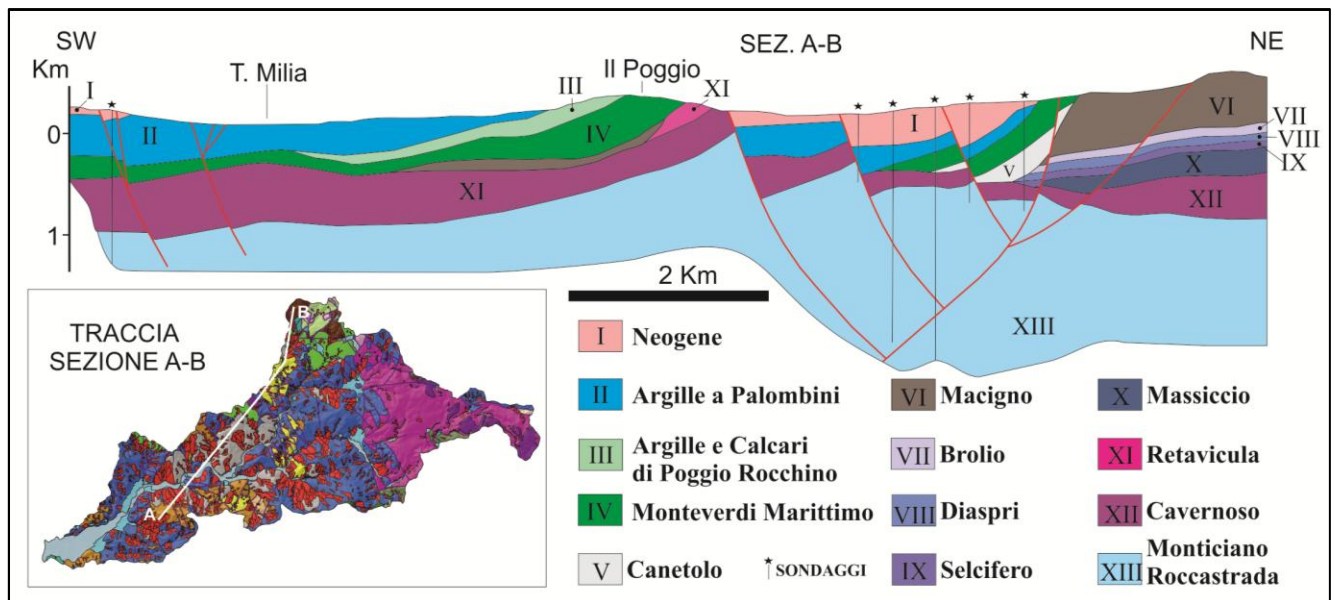 SW
SEZ. A-B
NE
Km
I
T. Milia
III
Il Poggio
XI
VI
VII
VIII
IX
II
IV
I
0
V
X
XI
XII
1
2 Km
XIII
TRACCIA
SEZIONE A-B
B
A
I Neogene
II Argille a Palombini
III Argille e Calcari
di Poggio Rocchino
IV Monteverdi Marittimo
V Canetolo
SONDAGGI
VI Macigno
VII Brolio
VIII Diaspri
IX Selcifero
X Massiccio
XI Retavicula
XII Cavernoso
XIII Monticiano
Roccastrada